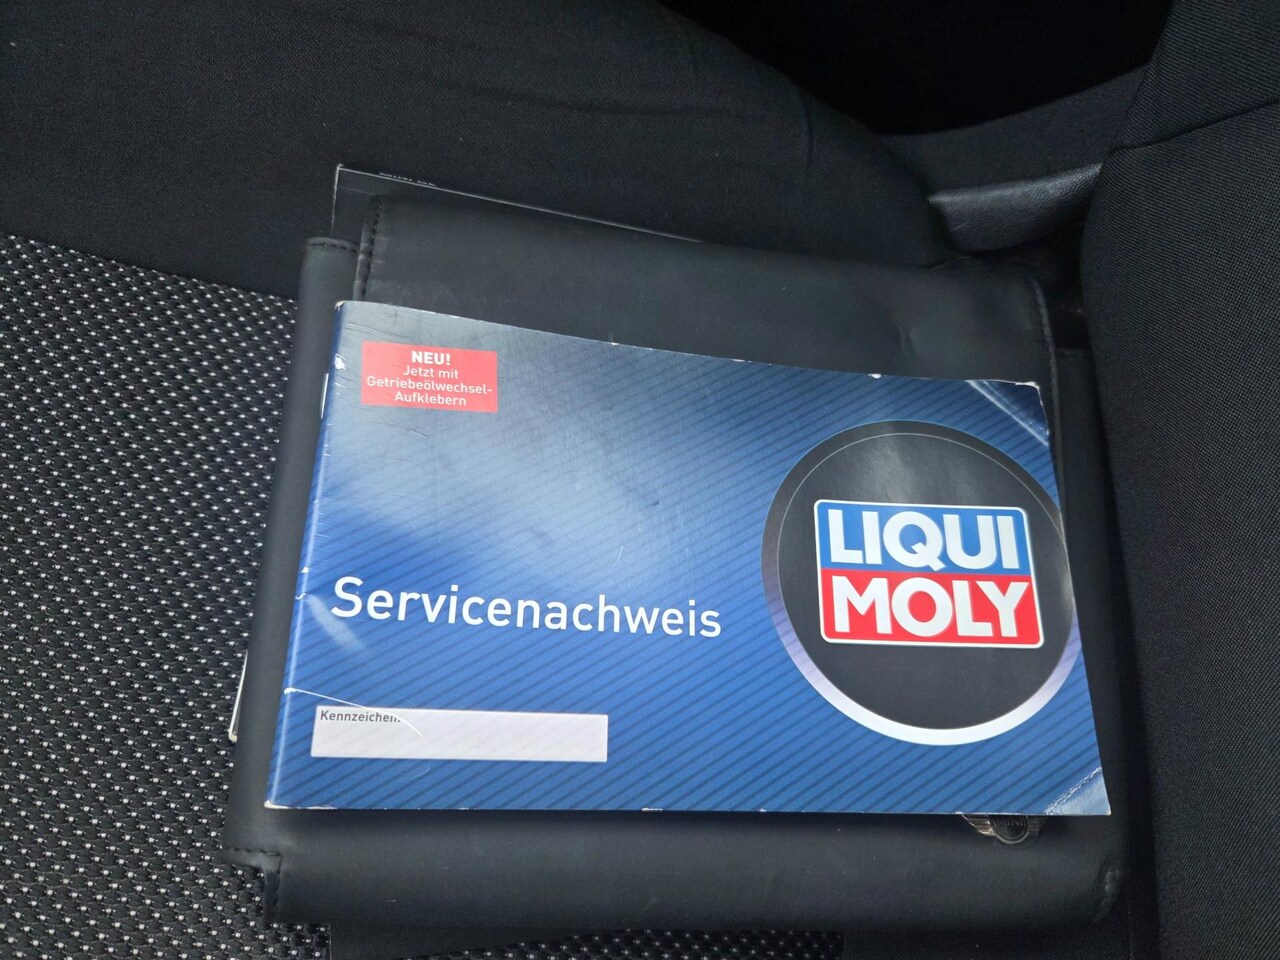 NEU!
Jetzt mit
Getriebeölwechsel-
Aufklebern
LIQUI
MOLY
Servicenachweis
Kennzeichen: